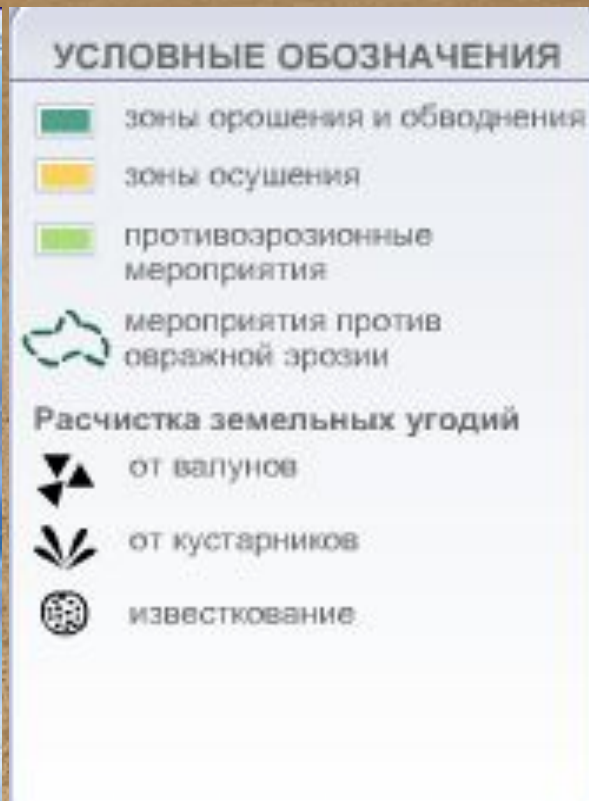 УСЛОВНЫЕ ОБОЗНАЧЕНИЯ
зоны орошения и обводнения
зоны осушения
противоэрозионные
мероприятия
мероприятия против
овражной эрозии
Расчистка земельных угодий
от валунов
от кустарников
известкование